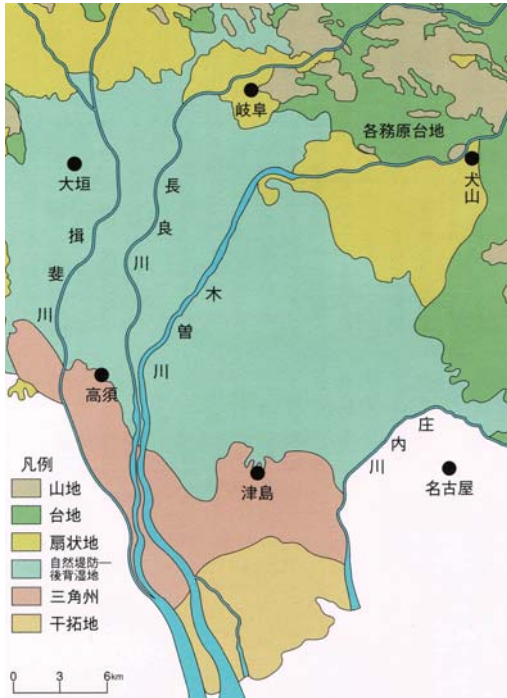 岐阜
各務原台地
犬山
大垣
揖斐川
長良川
木曽川
高須
津島
庄内川
名古屋
凡例
山地
台地
扇状地
自然堤防ー
後背湿地
三角州
干拓地
0 3 6km